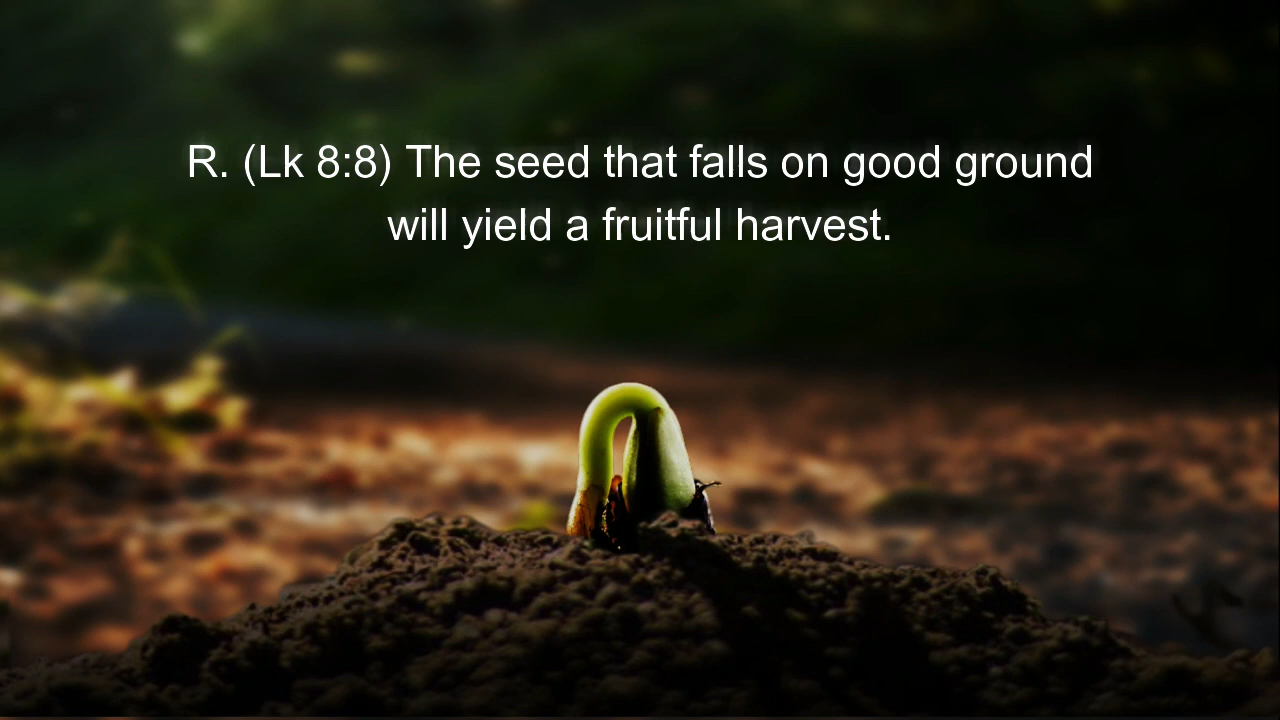 R. (Lk 8:8) The seed that falls on good ground
will yield a fruitful harvest.